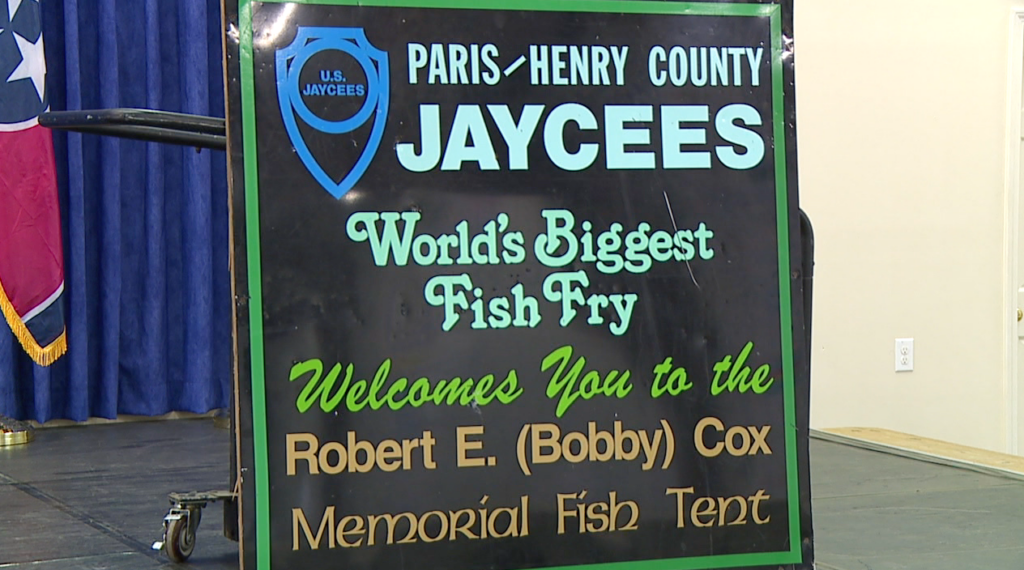 U.S.
JAYCEES
PARIS/HENRY COUNTY
JAYCEES
World's Biggest
Fish Fry
Welcomes You to the
Robert E. (Bobby) Cox
Memorial Fish Tent